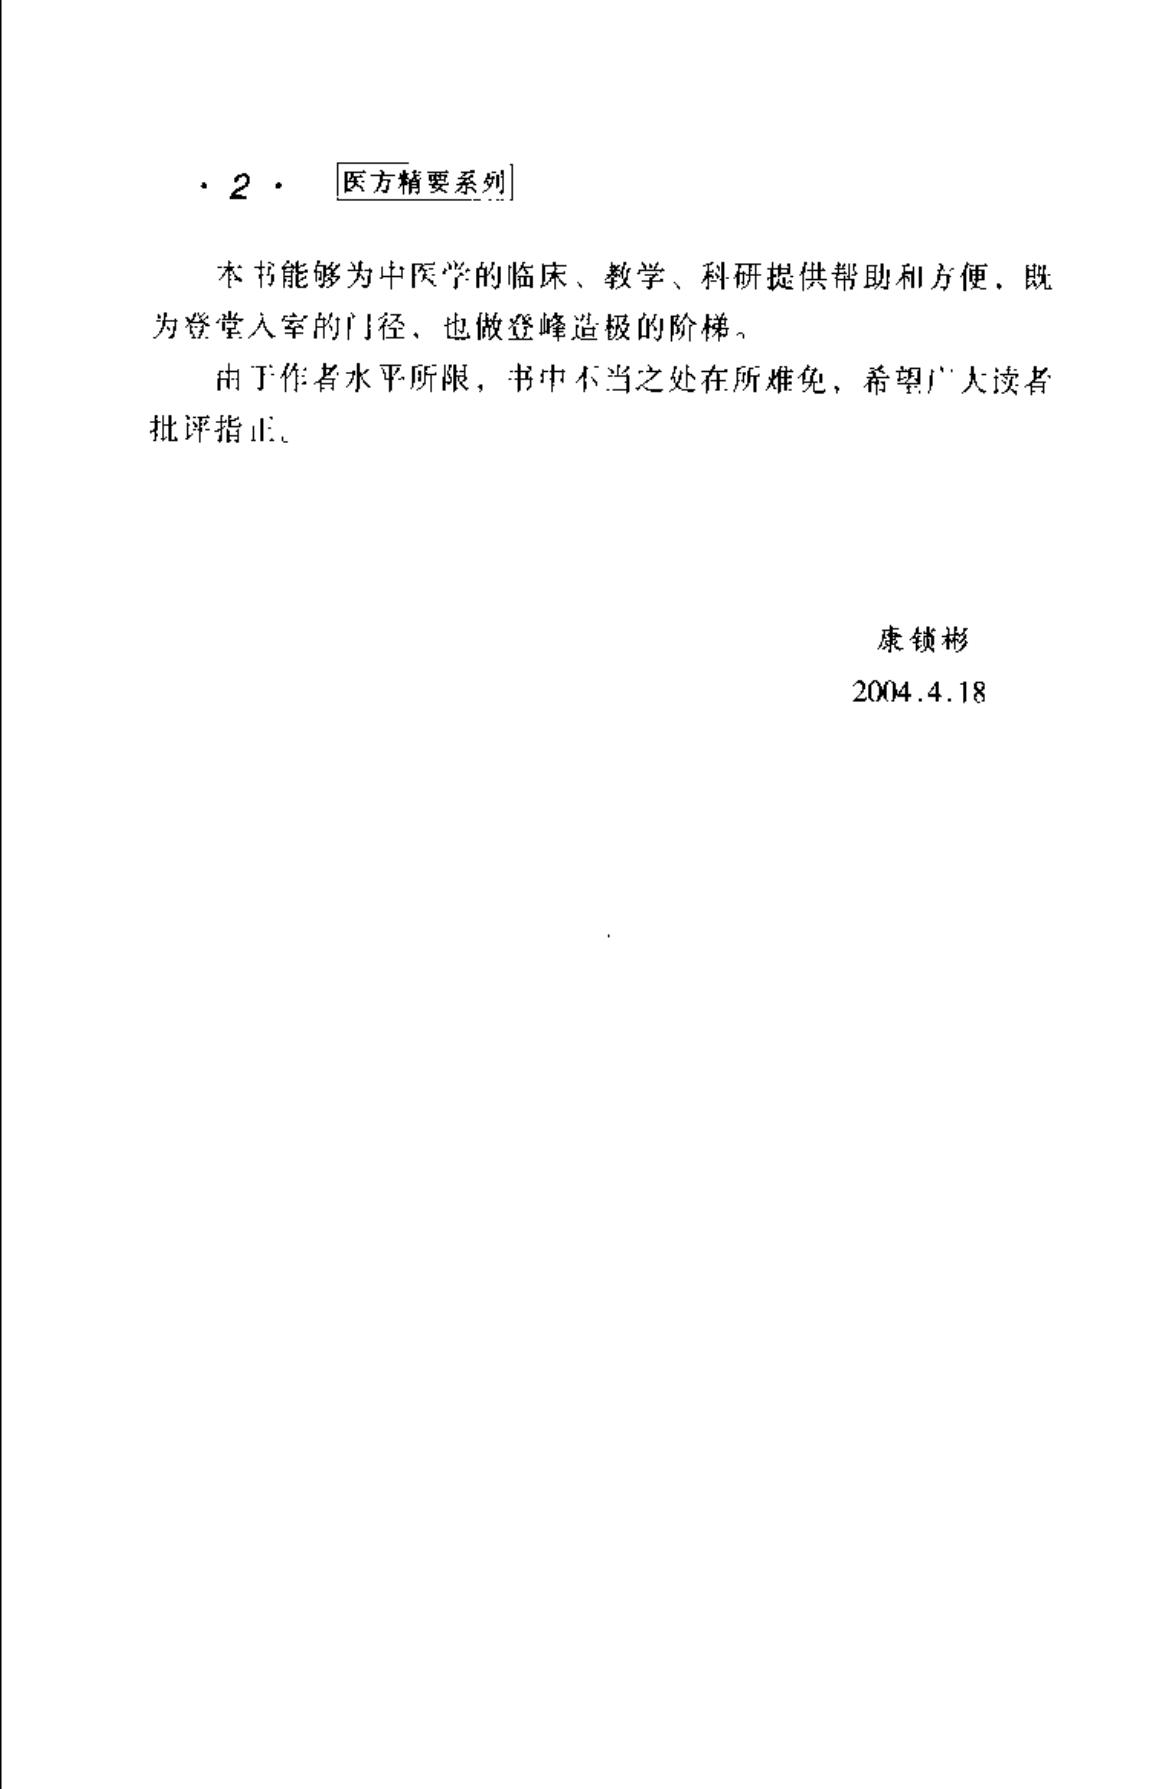 · 2 · 医方精要系列
本书能够为中医学的临床、教学、科研提供帮助和方便，既
为登堂入室的门径，也做登峰造极的阶梯。
由于作者水平所限，书中不当之处在所难免，希望广大读者
批评指正。
康锁彬
2004.4.18